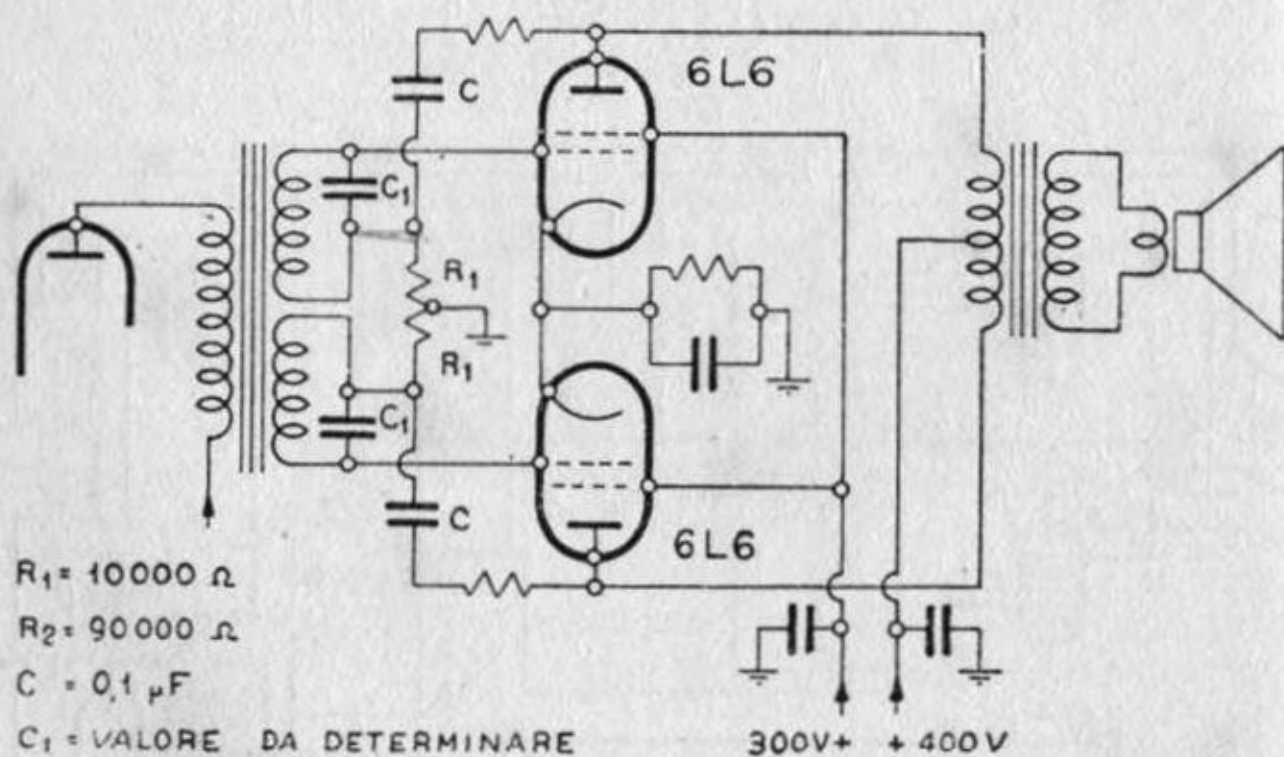 6L6
C
C₁
R₁
R₁
C₁
C
6L6
R₁ = 10000 Ω
R₂ = 90000 Ω
C = 0,1 µF
C₁ = VALORE DA DETERMINARE
300V+ + 400V